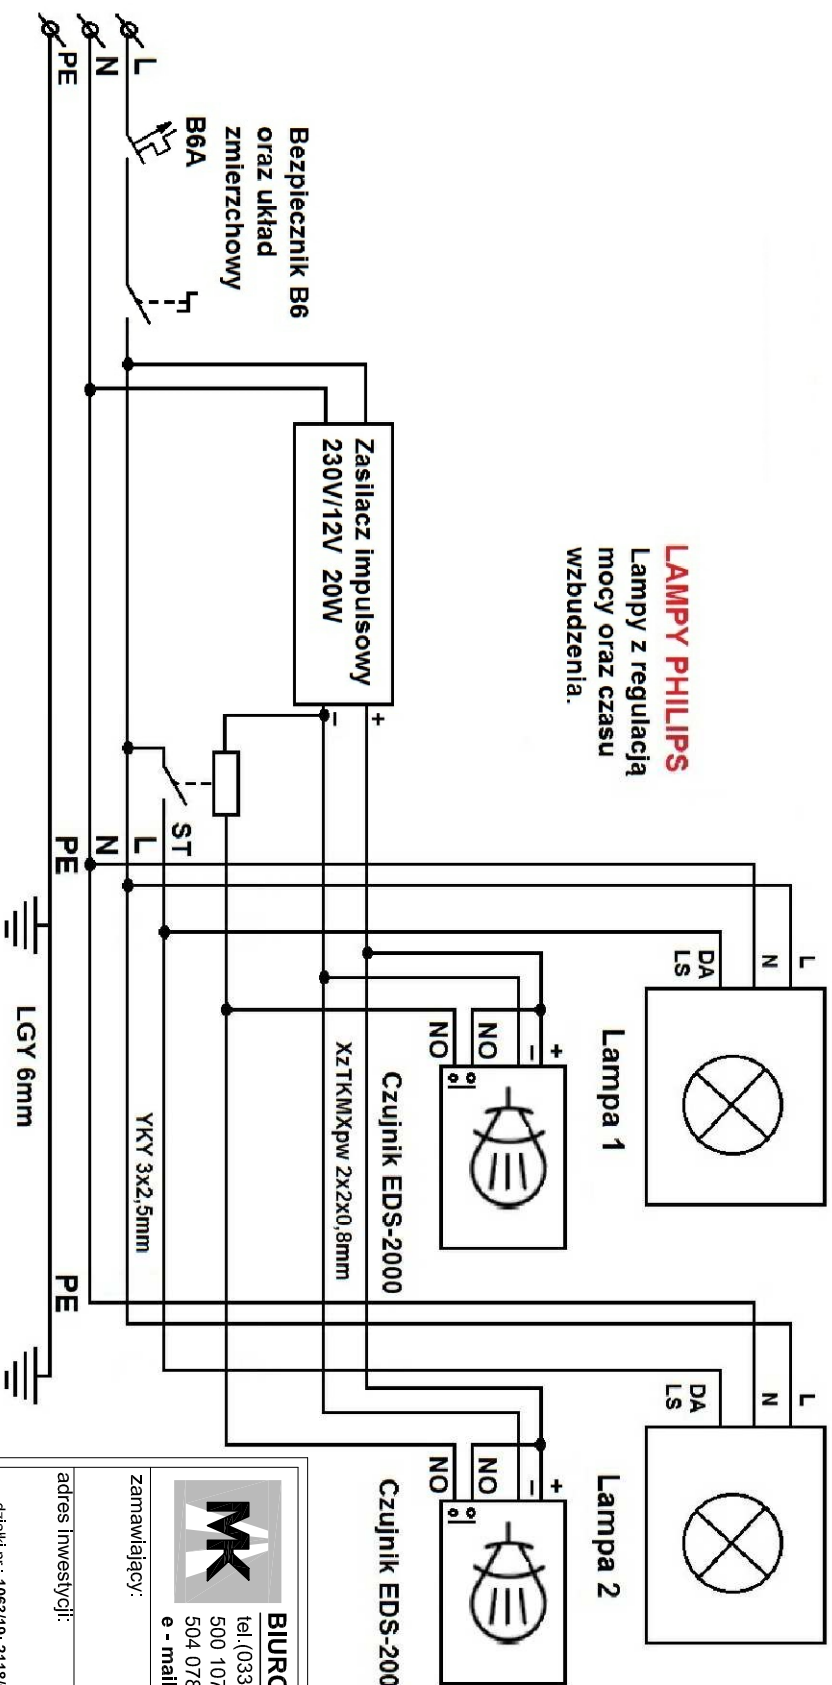 LAMPY PHILIPS
Lampy z regulacją
mocy oraz czasu
wzbudzenia.
Bezpiecznik B6
oraz układ
zmierzchowy
B6A
L
N
PE
Zasilacz impulsowy
230V/12V 20W
+
–
ST
L
N
PE
L
N
DA
LS
Lampa 1
+
–
NO
NO
Czujnik EDS-2000
XzTKMXpw 2x2x0,8mm
YKY 3x2,5mm
LGY 6mm
PE
L
N
DA
LS
Lampa 2
+
–
NO
NO
Czujnik EDS-200
MK
BIURO
tel.(033
500 107
504 078
e - mail
zamawiający:
adres inwestycji: